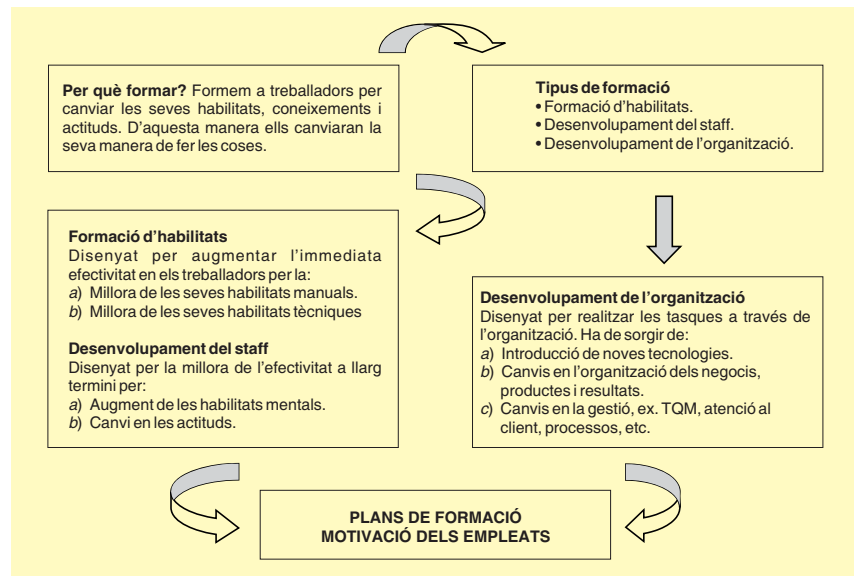 Per què formar? Formem a treballadors per
canviar les seves habilitats, coneixements i
actituds. D'aquesta manera ells canviaran la
seva manera de fer les coses.
Tipus de formació
• Formació d'habilitats.
• Desenvolupament del staff.
• Desenvolupament de l'organització.
Formació d'habilitats
Disenyat per augmentar l'immediata
efectivitat en els treballadors per la:
a) Millora de les seves habilitats manuals.
b) Millora de les seves habilitats tècniques
Desenvolupament del staff
Disenyat per la millora de l'efectivitat a llarg
termini per:
a) Augment de les habilitats mentals.
b) Canvi en les actituds.
Desenvolupament de l'organització
Disenyat per realitzar les tasques a través de
l'organització. Ha de sorgir de:
a) Introducció de noves tecnologies.
b) Canvis en l'organització dels negocis,
productes i resultats.
c) Canvis en la gestió, ex. TQM, atenció al
client, processos, etc.
PLANS DE FORMACIÓ
MOTIVACIÓ DELS EMPLEATS